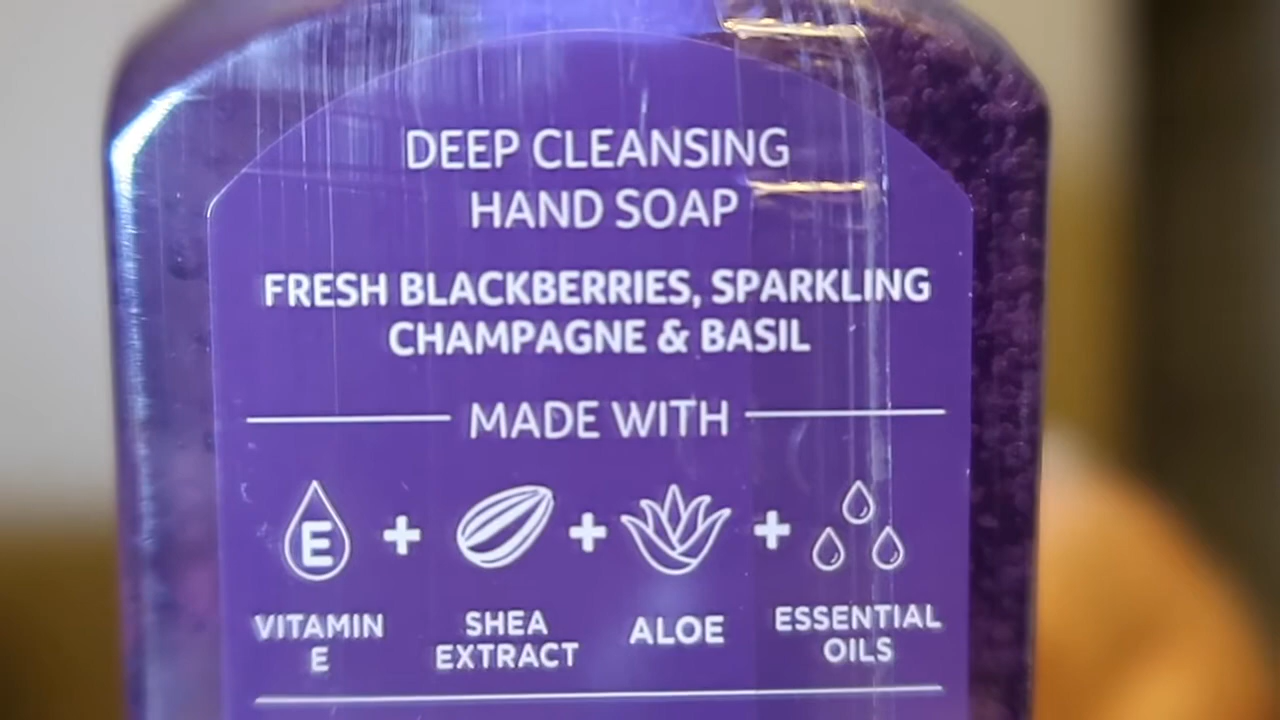 DEEP CLEANSING
HAND SOAP
FRESH BLACKBERRIES, SPARKLING
CHAMPAGNE & BASIL
MADE WITH
E + + +
VITAMIN
E
SHEA
EXTRACT
ALOE
ESSENTIAL
OILS